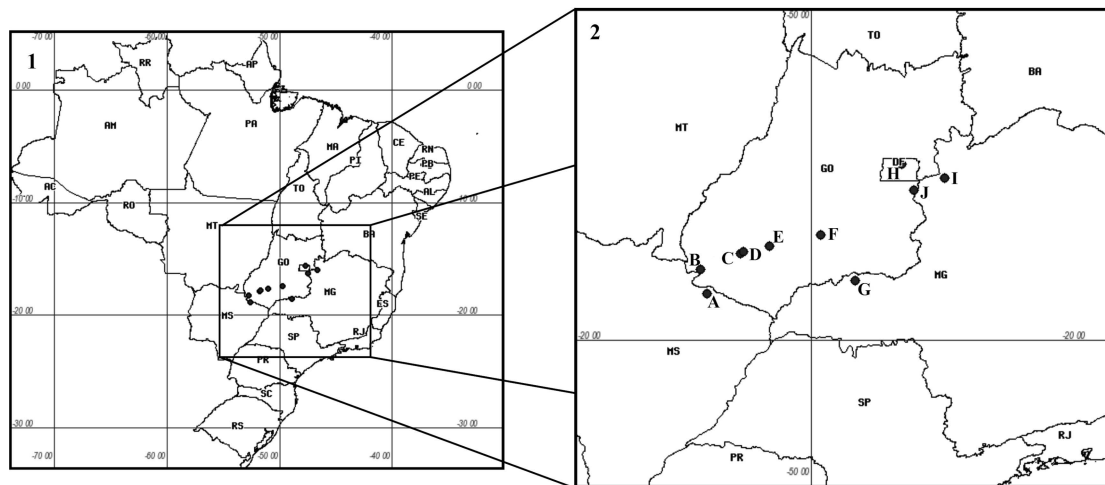 -70 00 -60 00 -50 00 -40 00
1
RR AP
0 00 0 00
AM PA MA CE RN
PI PB
AC TO PE AL
-10 00 -10 00
RO SE
MT BA
GO
MG
MS ES
-20 00 -20 00
SP RJ
PR
SC
RS
-30 00 -30 00
-70 00 -60 00 -50 00 -40 00
2
-50 00
TO
BA
MT
DF
GO H I
J
E F
C D
B
MG
A G
-20 00 -20 00
MS
SP
RJ
PR
-50 00